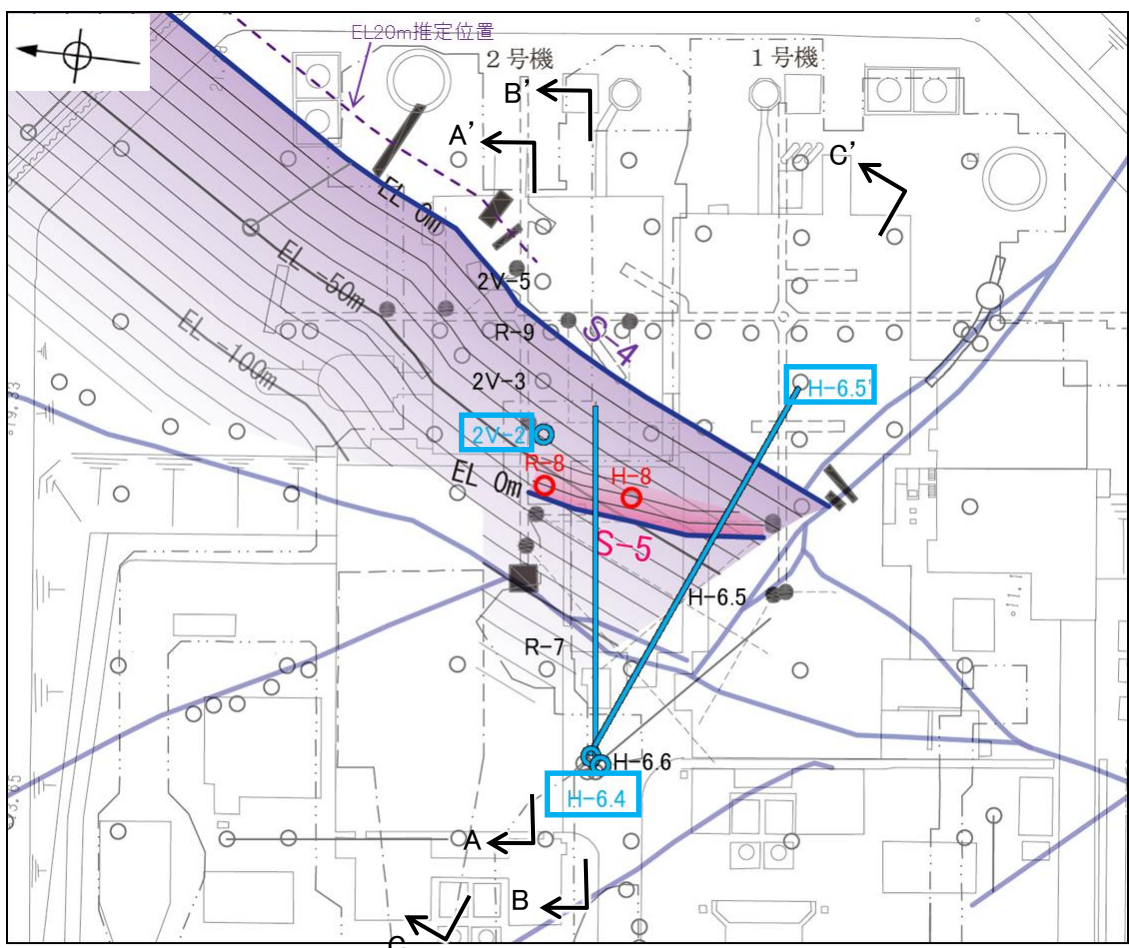 EL20m推定位置
2号機
1号機
B’
A’
C’
EL 0m
2V-5
EL -50m
S-4
R-9
EL -100m
2V-3
H-6.5’
2V-2
R-8
H-8
EL 0m
S-5
H-6.5
R-7
H-6.6
H-6.4
A
B
C